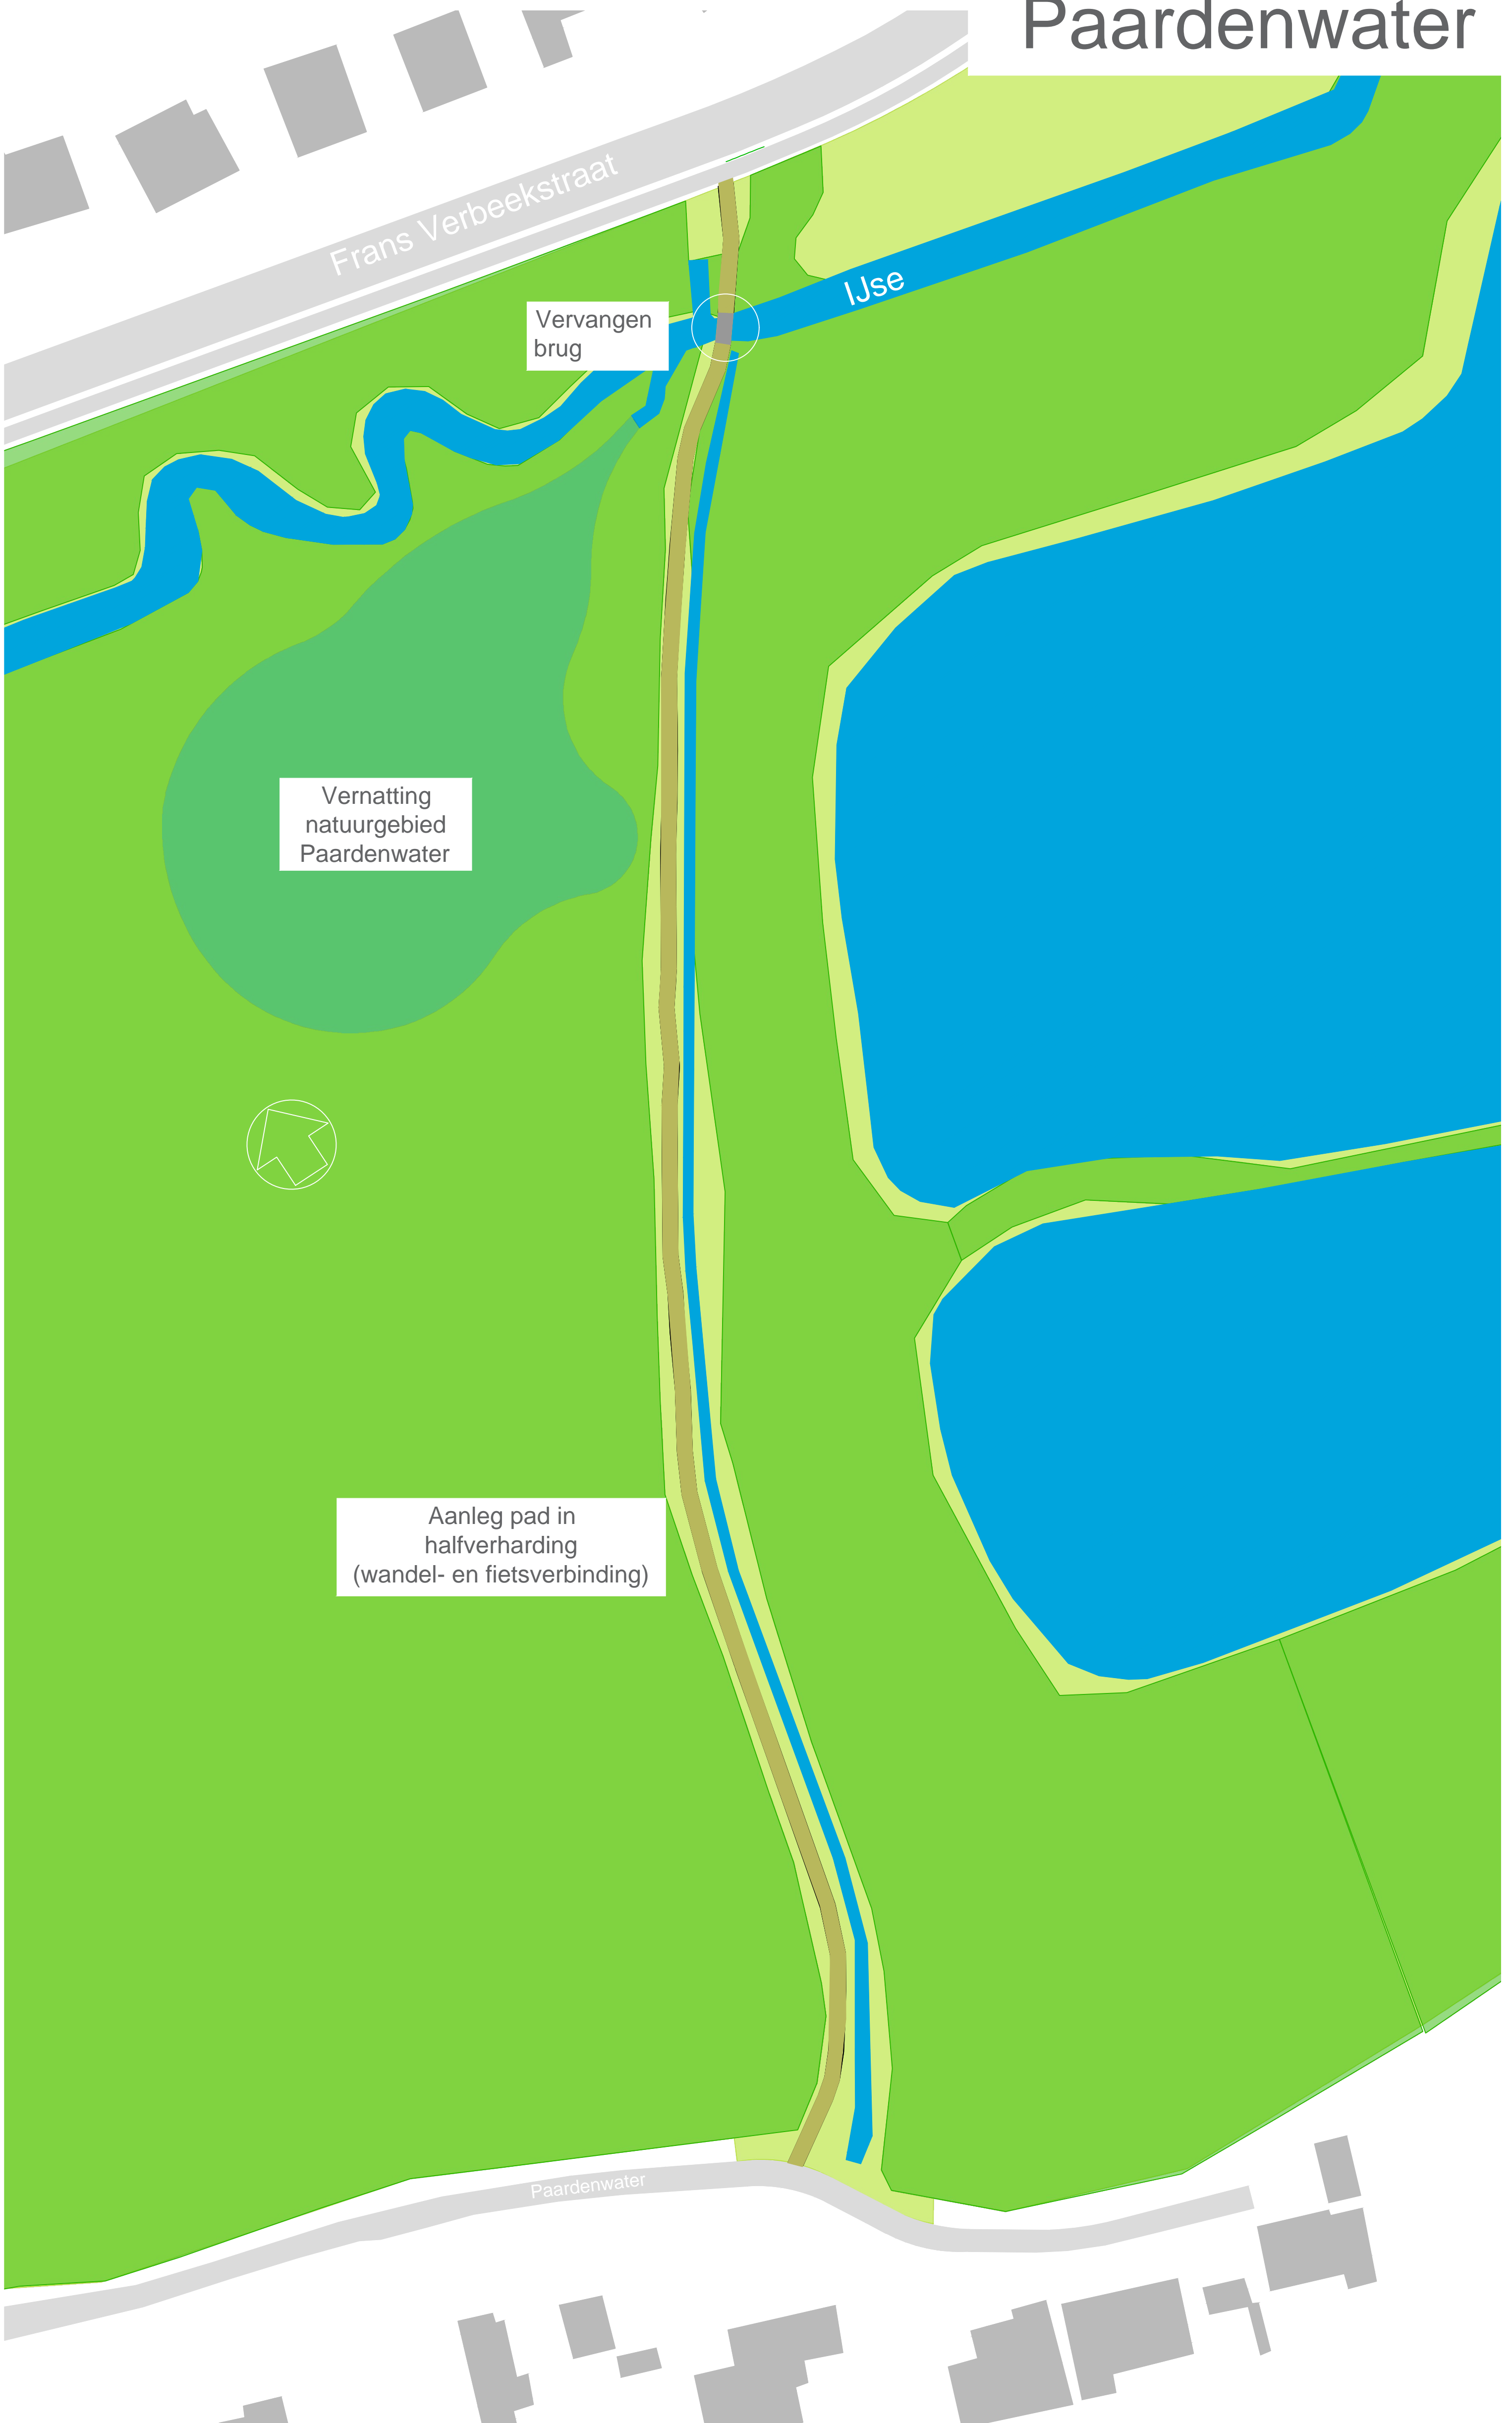 Paardenwater
Frans Verbeekstraat
IJse
Vervangen
brug
Vernatting
natuurgebied
Paardenwater
Aanleg pad in
halfverharding
(wandel- en fietsverbinding)
Paardenwater